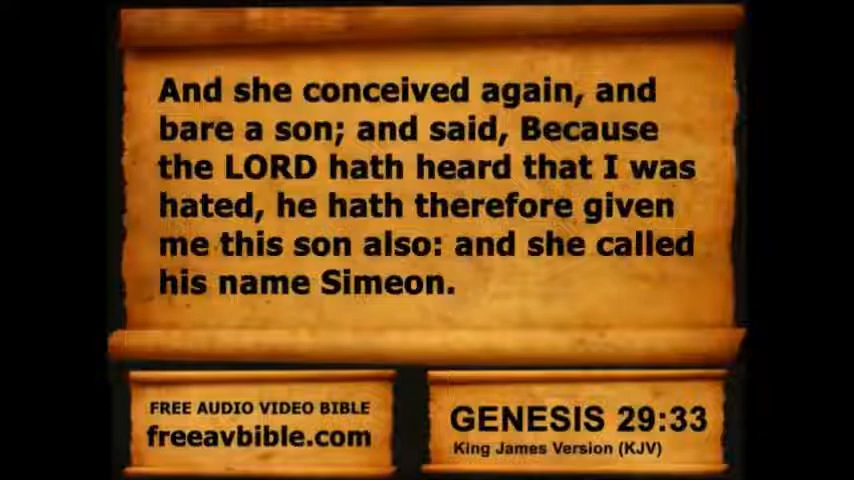 And she conceived again, and
bare a son; and said, Because
the LORD hath heard that I was
hated, he hath therefore given
me this son also: and she called
his name Simeon.
FREE AUDIO VIDEO BIBLE
freeavbible.com
GENESIS 29:33
King James Version (KJV)